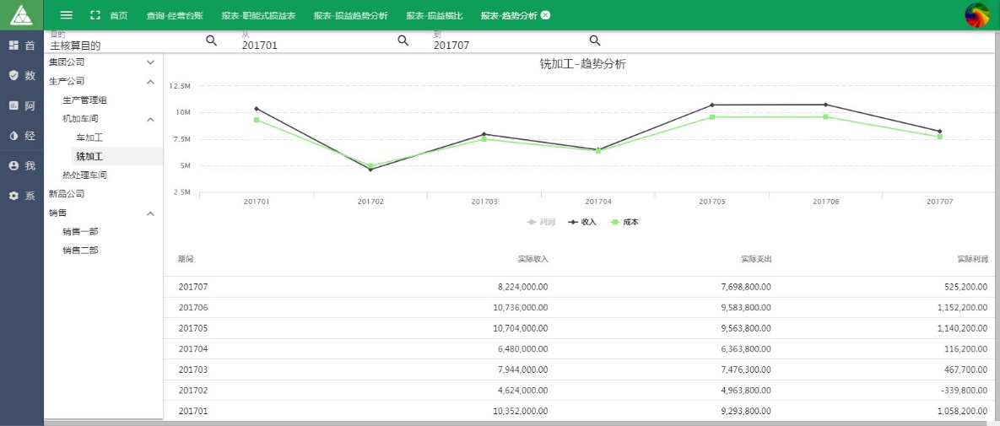 首页 查询-经营台账 报表-职能式损益表 报表-损益趋势分析 报表-损益横比 报表-趋势分析
首
数
阿
经
我
系
目的 从 到
主核算目的 201701 201707
集团公司
生产公司
生产管理组
机加车间
车加工
铣加工
热处理车间
新品公司
销售
销售一部
销售二部
铣加工-趋势分析
12.5M
10M
7.5M
5M
2.5M
201701 201702 201703 201704 201705 201706 201707
利润 收入 成本
期间 实际收入 实际支出 实际利润
201707 8,224,000.00 7,698,800.00 525,200.00
201706 10,736,000.00 9,583,800.00 1,152,200.00
201705 10,704,000.00 9,563,800.00 1,140,200.00
201704 6,480,000.00 6,363,800.00 116,200.00
201703 7,944,000.00 7,476,300.00 467,700.00
201702 4,624,000.00 4,963,800.00 -339,800.00
201701 10,352,000.00 9,293,800.00 1,058,200.00